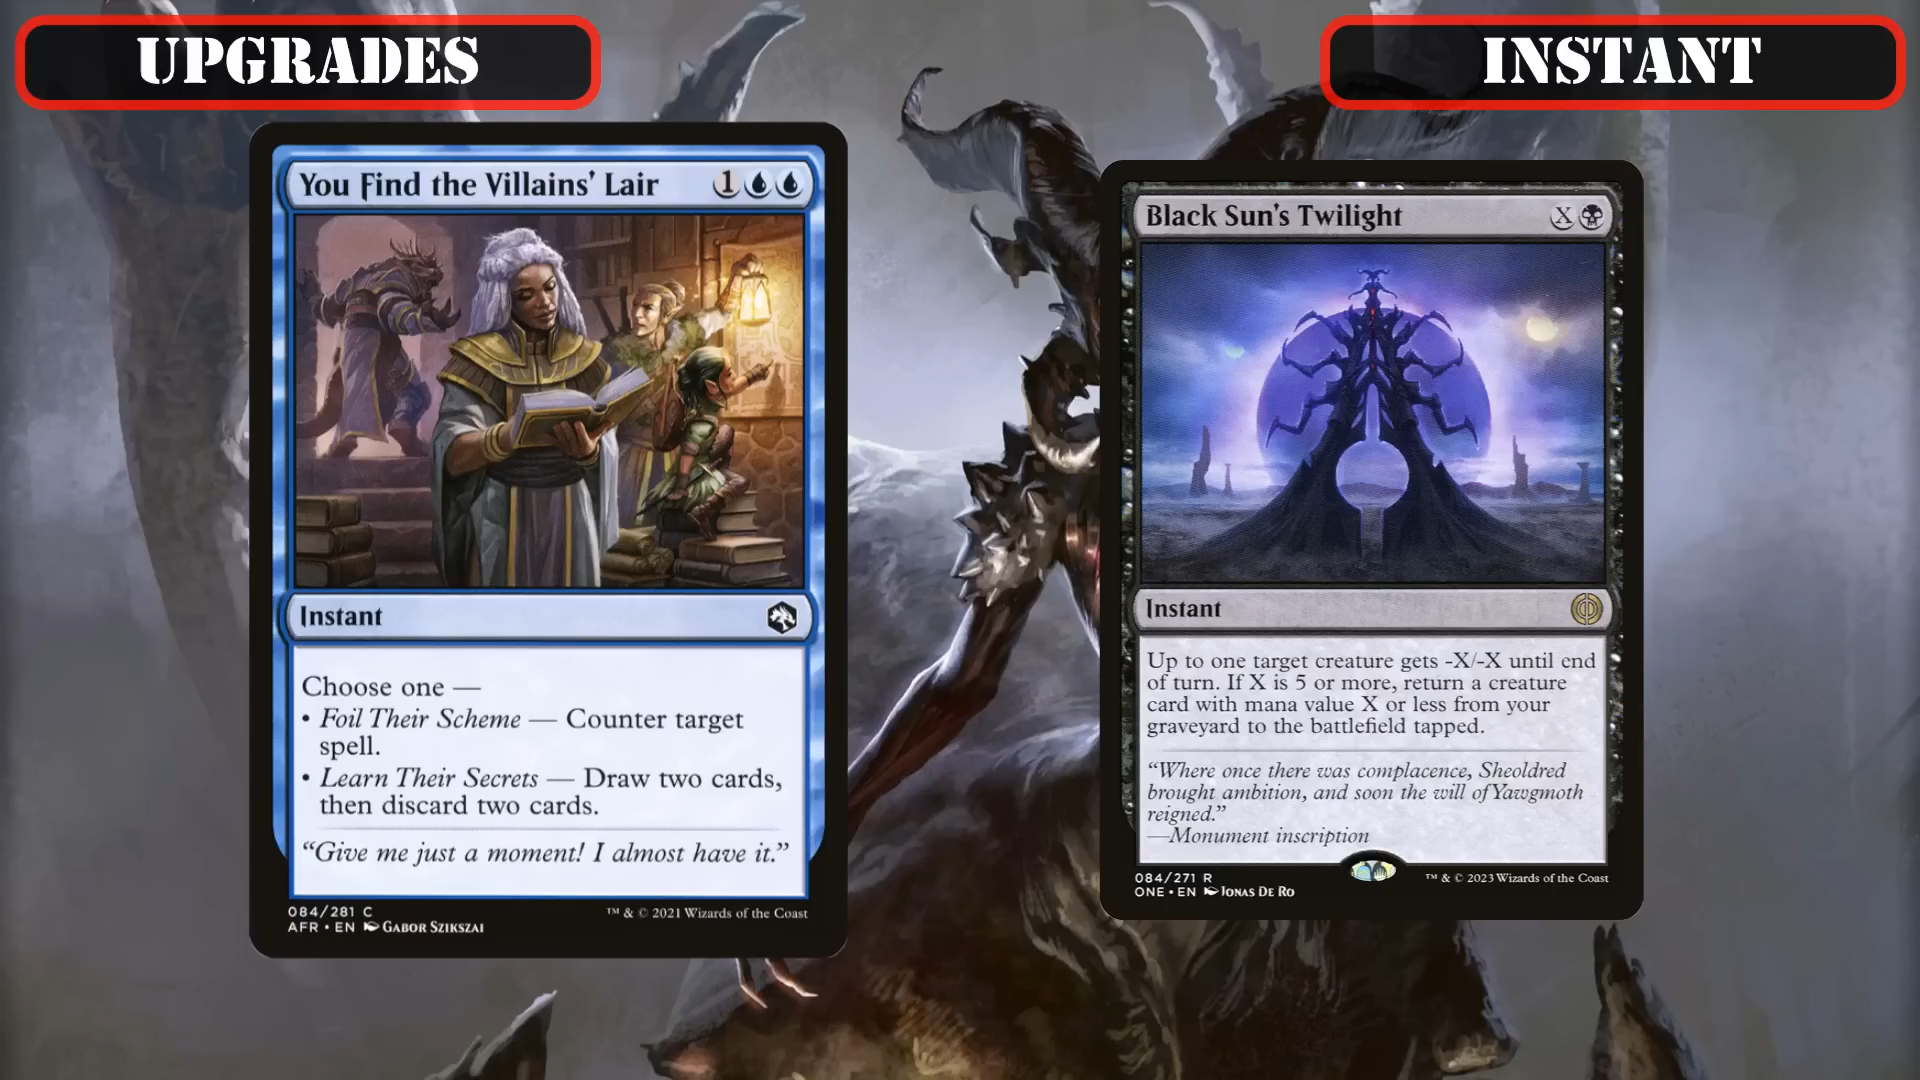 UPGRADES
INSTANT
You Find the Villains' Lair 1
Instant
Choose one —
• Foil Their Scheme — Counter target
spell.
• Learn Their Secrets — Draw two cards,
then discard two cards.
“Give me just a moment! I almost have it.”
084/281 C
AFR • EN Gabor Szikszai
™ & © 2021 Wizards of the Coast
Black Sun's Twilight X
Instant
Up to one target creature gets -X/-X until end
of turn. If X is 5 or more, return a creature
card with mana value X or less from your
graveyard to the battlefield tapped.
“Where once there was complacence, Sheoldred
brought ambition, and soon the will of Yawgmoth
reigned.”
—Monument inscription
084/271 R
ONE • EN Jonas De Ro
™ & © 2023 Wizards of the Coast